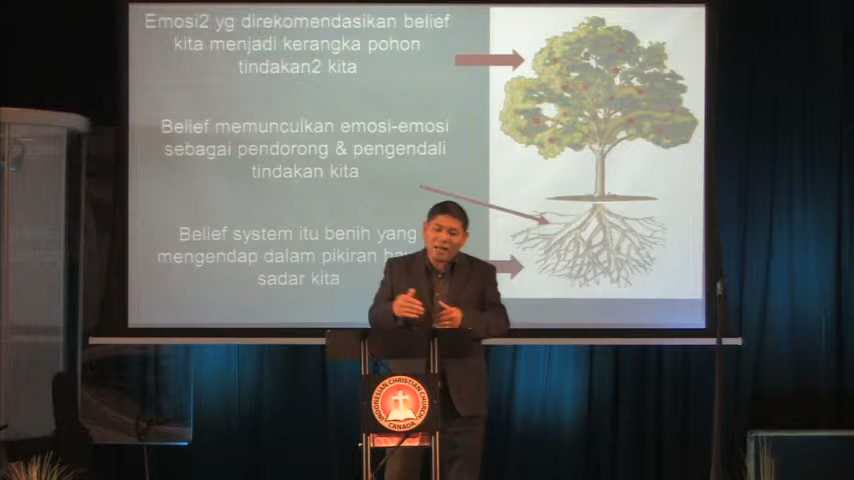 Emosi2 yg direkomendasikan belief
kita menjadi kerangka pohon
tindakan2 kita
Belief memunculkan emosi-emosi
sebagai pendorong & pengendali
tindakan kita
Belief system itu benih yang
mengendap dalam pikiran
sadar kita
INDONESIAN CHRISTIAN CHURCH
CANADA